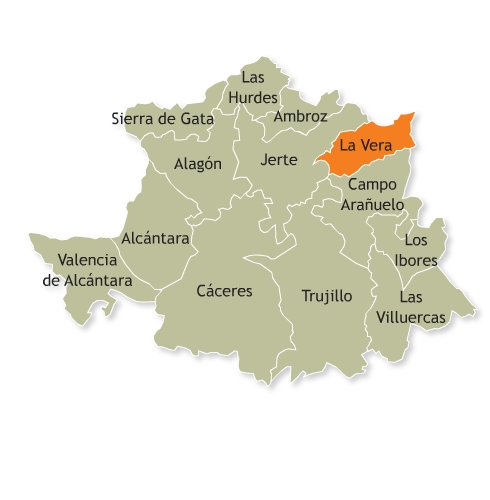 Las
Hurdes
Sierra de Gata
Ambroz
La Vera
Alagón
Jerte
Campo
Arañuelo
Alcántara
Los
Ibores
Valencia
de Alcántara
Cáceres
Trujillo
Las
Villuercas